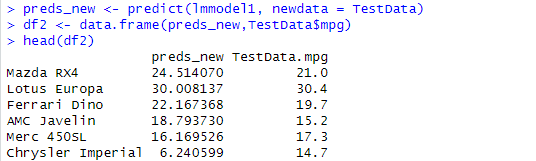 > preds_new <- predict(lmmodel1, newdata = TestData)
> df2 <- data.frame(preds_new,TestData$mpg)
> head(df2)
preds_new TestData.mpg
Mazda RX4 24.514070 21.0
Lotus Europa 30.008137 30.4
Ferrari Dino 22.167368 19.7
AMC Javelin 18.793730 15.2
Merc 450SL 16.169526 17.3
Chrysler Imperial 6.240599 14.7